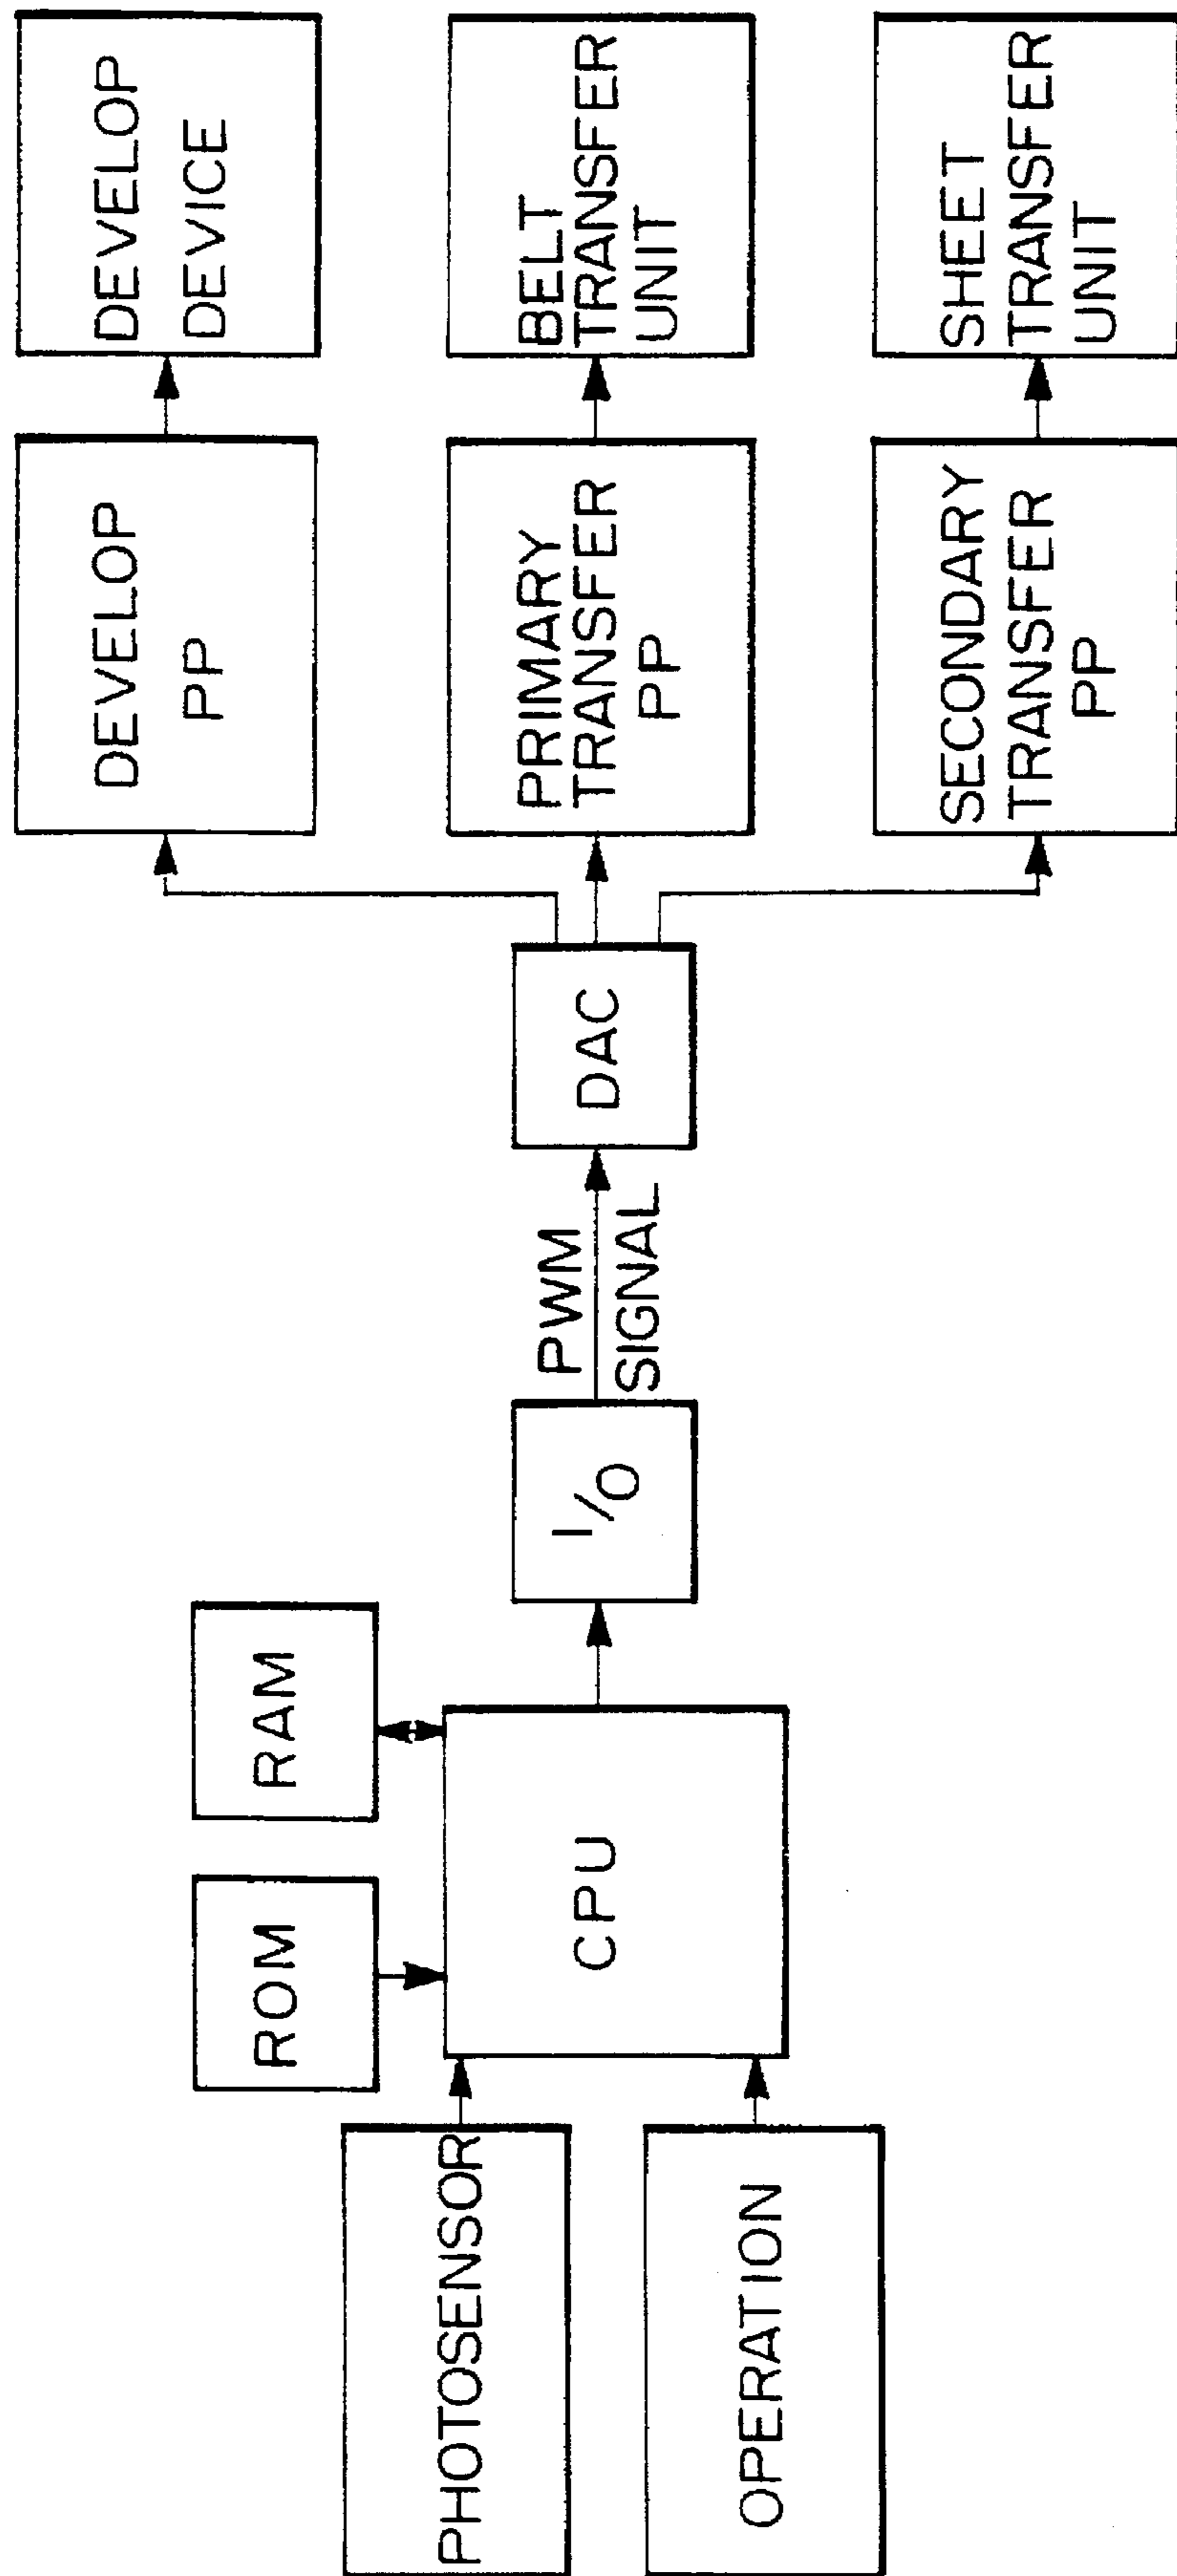 PHOTOSENSOR
OPERATION
ROM
RAM
CPU
I/O
PWM
SIGNAL
DAC
DEVELOP
PP
PRIMARY
TRANSFER
PP
SECONDARY
TRANSFER
PP
DEVELOP
DEVICE
BELT
TRANSFER
UNIT
SHEET
TRANSFER
UNIT